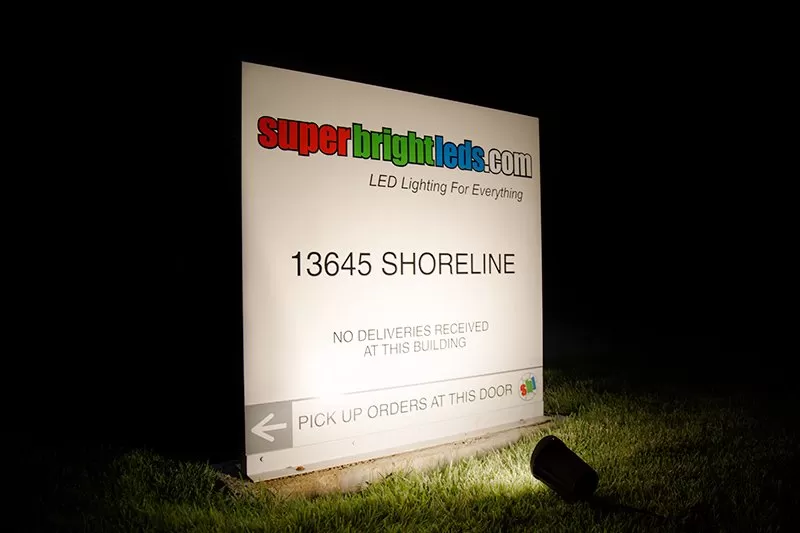 superbrightleds.com
LED Lighting For Everything
13645 SHORELINE
NO DELIVERIES RECEIVED
AT THIS BUILDING
PICK UP ORDERS AT THIS DOOR
sbl